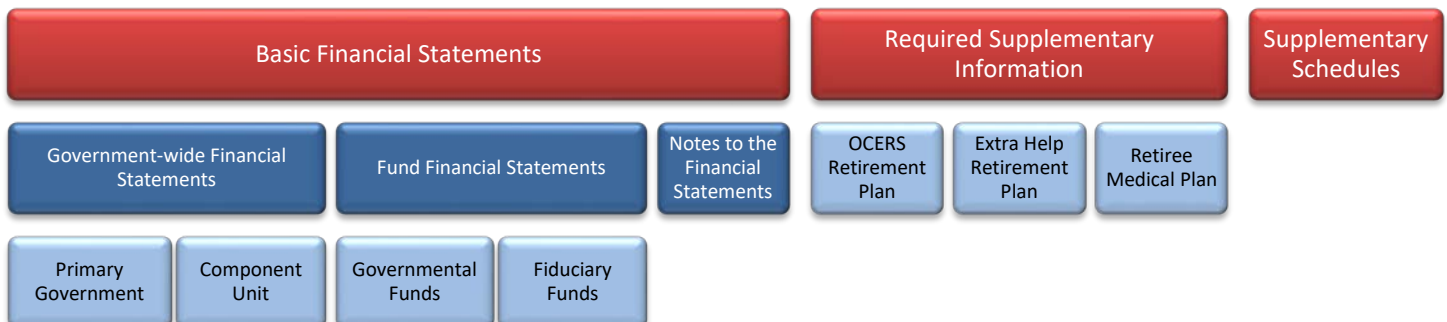 Basic Financial Statements
Required Supplementary
Information
Supplementary
Schedules
Government-wide Financial
Statements
Fund Financial Statements
Notes to the
Financial
Statements
OCERS
Retirement
Plan
Extra Help
Retirement
Plan
Retiree
Medical Plan
Primary
Government
Component
Unit
Governmental
Funds
Fiduciary
Funds